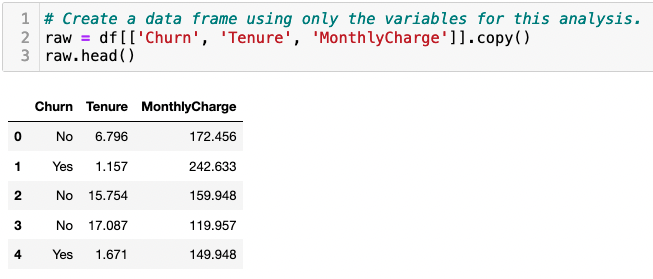 1 # Create a data frame using only the variables for this analysis.
2 raw = df[['Churn', 'Tenure', 'MonthlyCharge']].copy()
3 raw.head()
Churn Tenure MonthlyCharge
0 No 6.796 172.456
1 Yes 1.157 242.633
2 No 15.754 159.948
3 No 17.087 119.957
4 Yes 1.671 149.948